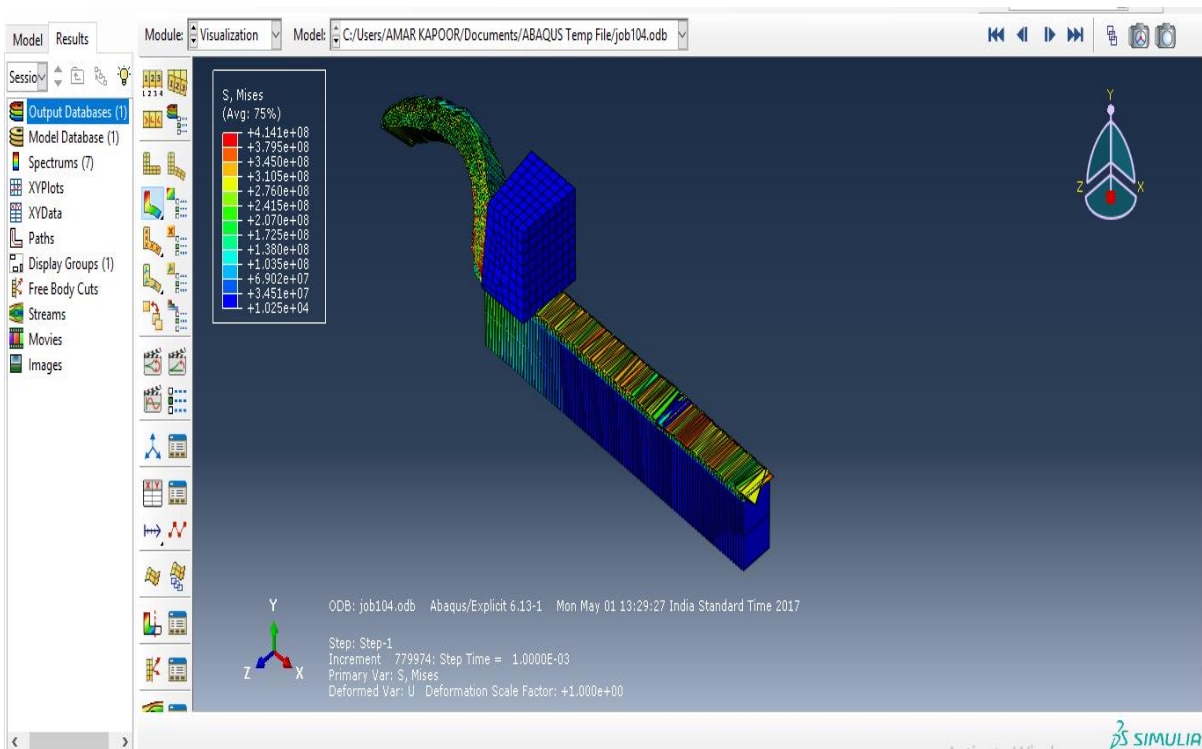 Model Results
Module: Visualization Model: C:/Users/AMAR KAPOOR/Documents/ABAQUS Temp File/job104.odb
Sessio
Output Databases (1)
Model Database (1)
Spectrums (7)
XYPlots
XYData
Paths
Display Groups (1)
Free Body Cuts
Streams
Movies
Images
S, Mises
(Avg: 75%)
+4.141e+08
+3.795e+08
+3.450e+08
+3.105e+08
+2.760e+08
+2.415e+08
+2.070e+08
+1.725e+08
+1.380e+08
+1.035e+08
+6.902e+07
+3.451e+07
+1.025e+04
Y
Z X
Y
Z X
ODB: job104.odb Abaqus/Explicit 6.13-1 Mon May 01 13:29:27 India Standard Time 2017
Step: Step-1
Increment 779974: Step Time = 1.0000E-03
Primary Var: S, Mises
Deformed Var: U Deformation Scale Factor: +1.000e+00
SIMULIA